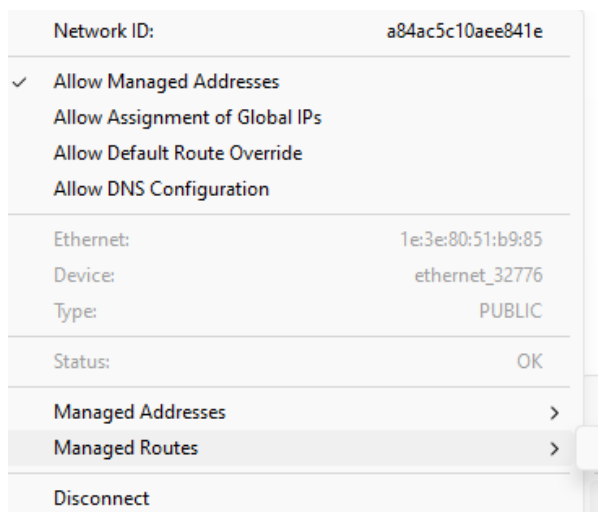 Network ID: a84ac5c10aee841e
Allow Managed Addresses
Allow Assignment of Global IPs
Allow Default Route Override
Allow DNS Configuration
Ethernet: 1e:3e:80:51:b9:85
Device: ethernet_32776
Type: PUBLIC
Status: OK
Managed Addresses
Managed Routes
Disconnect